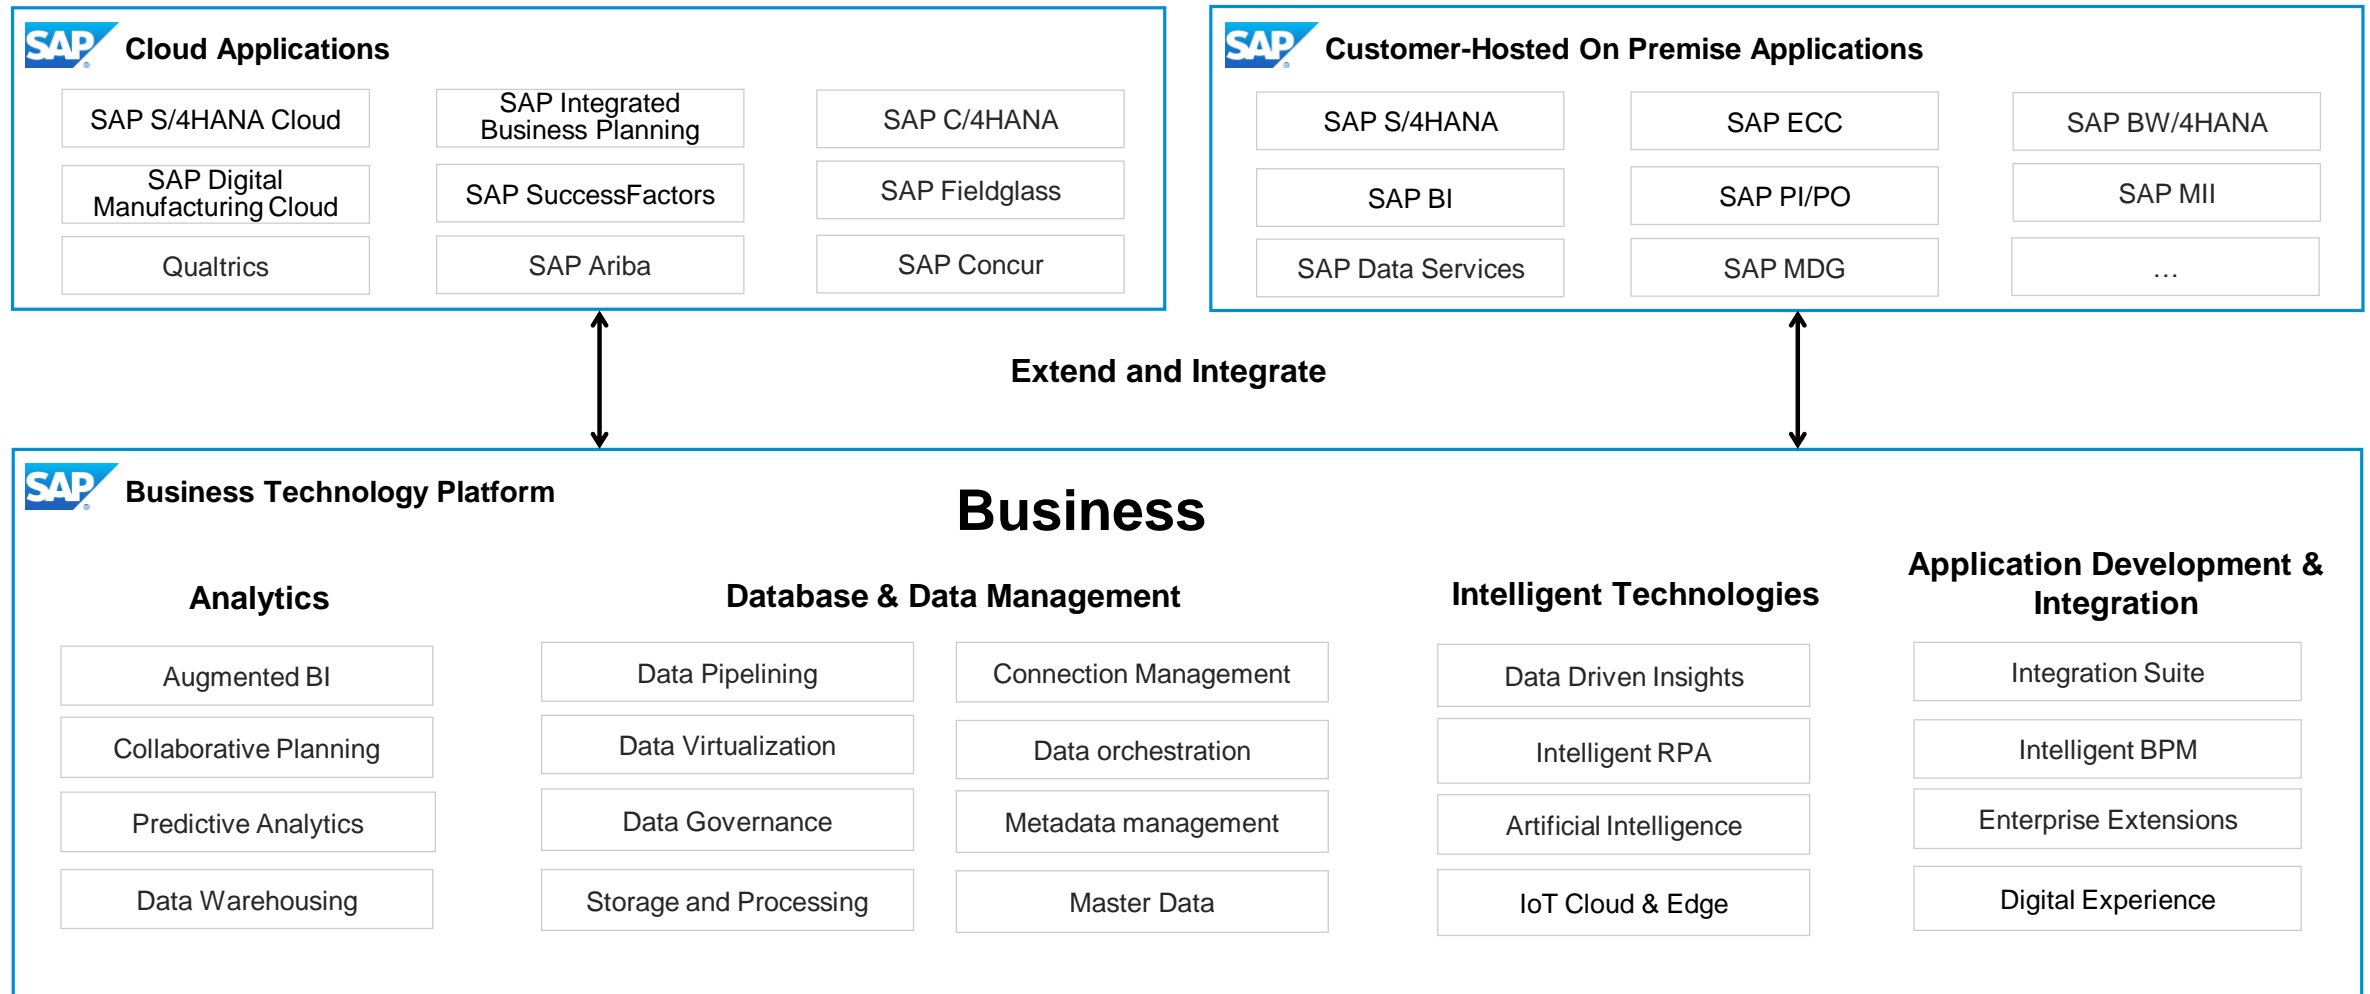 SAP® Cloud Applications
SAP S/4HANA Cloud
SAP Integrated
Business Planning
SAP C/4HANA
SAP Digital
Manufacturing Cloud
SAP SuccessFactors
SAP Fieldglass
Qualtrics
SAP Ariba
SAP Concur
SAP® Customer-Hosted On Premise Applications
SAP S/4HANA
SAP ECC
SAP BW/4HANA
SAP BI
SAP PI/PO
SAP MII
SAP Data Services
SAP MDG
…
Extend and Integrate
SAP® Business Technology Platform
Business
Analytics
Augmented BI
Collaborative Planning
Predictive Analytics
Data Warehousing
Database & Data Management
Data Pipelining
Connection Management
Data Virtualization
Data orchestration
Data Governance
Metadata management
Storage and Processing
Master Data
Intelligent Technologies
Data Driven Insights
Intelligent RPA
Artificial Intelligence
IoT Cloud & Edge
Application Development &
Integration
Integration Suite
Intelligent BPM
Enterprise Extensions
Digital Experience